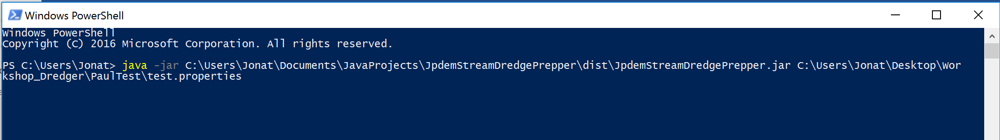 Windows PowerShell
Windows PowerShell
Copyright (C) 2016 Microsoft Corporation. All rights reserved.
PS C:\Users\Jonat> java -jar C:\Users\Jonat\Documents\JavaProjects\JpdemStreamDredgePrepper\dist\JpdemStreamDredgePrepper.jar C:\Users\Jonat\Desktop\Wor
kshop_Dredger\PaulTest\test.properties